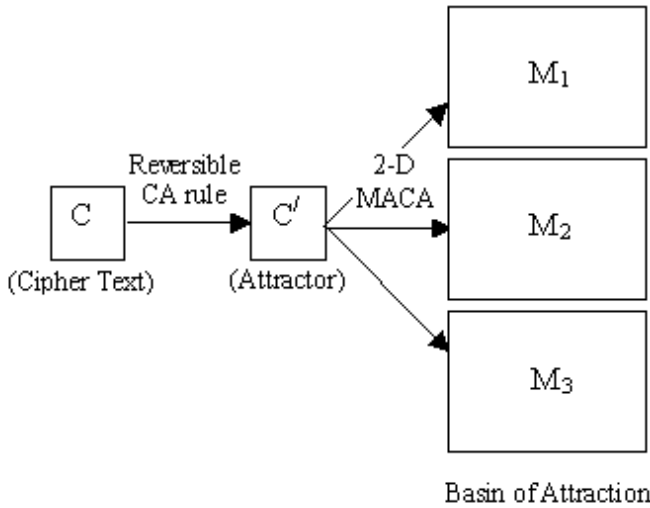 M₁
Reversible
CA rule
2-D
MACA
C
C′
M₂
(Cipher Text)
(Attractor)
M₃
Basin of Attraction